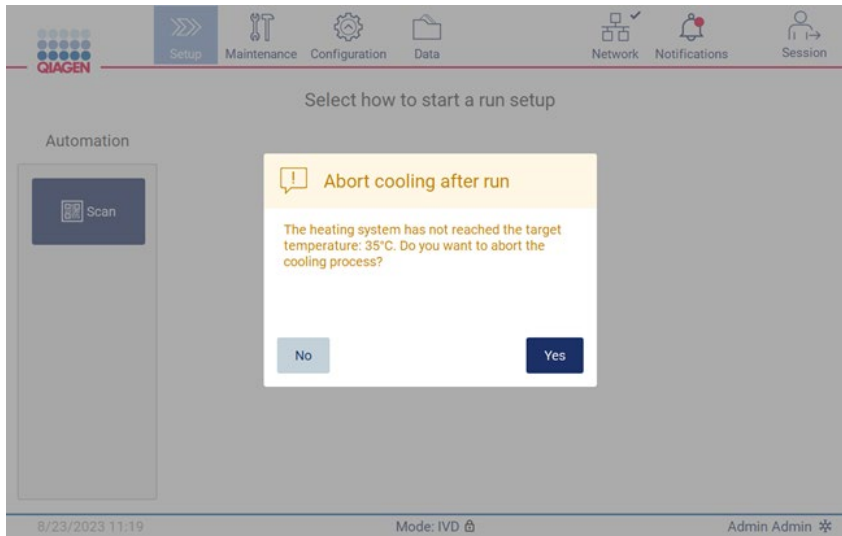 QIAGEN
Setup
Maintenance
Configuration
Data
Network
Notifications
Session
Select how to start a run setup
Automation
Scan
Abort cooling after run
The heating system has not reached the target
temperature: 35°C. Do you want to abort the
cooling process?
No
Yes
8/23/2023 11:19
Mode: IVD
Admin Admin